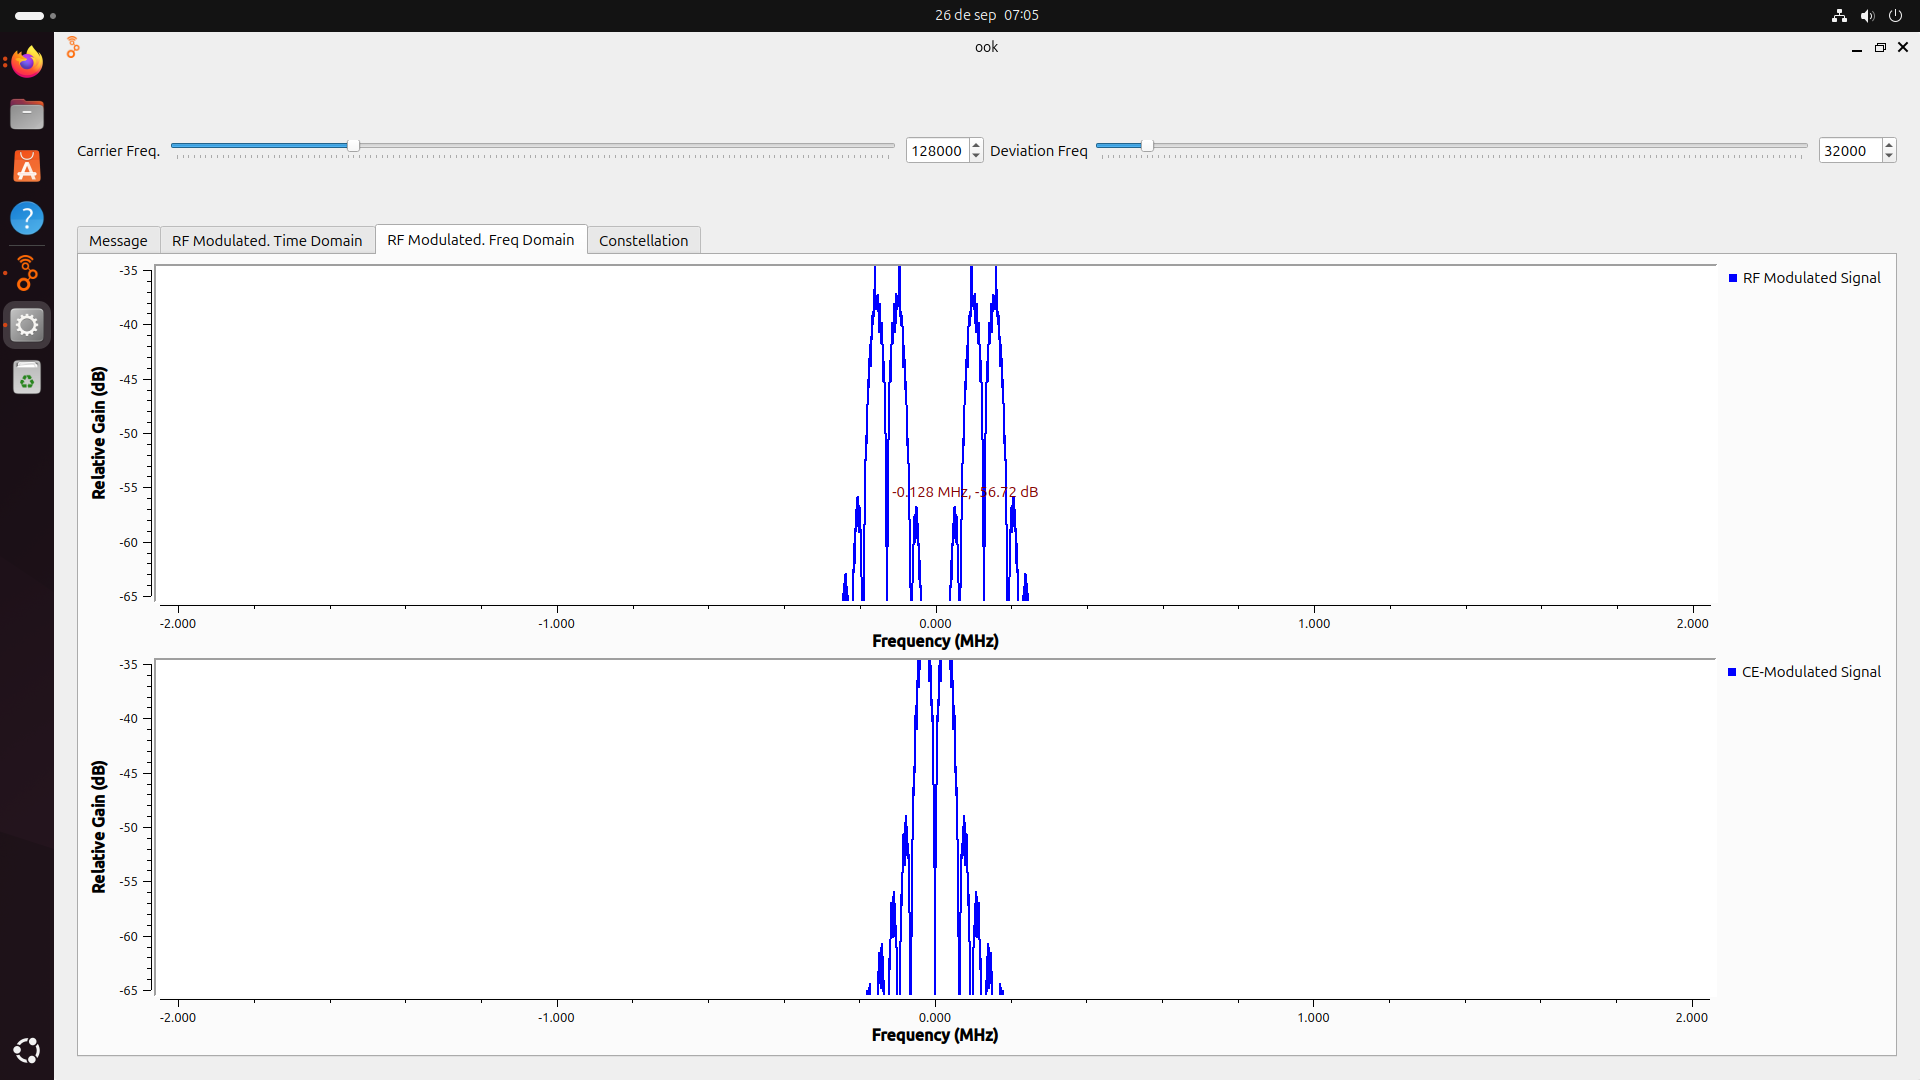 26 de sep 07:05
ook
Carrier Freq. 128000 Deviation Freq 32000
Message RF Modulated. Time Domain RF Modulated. Freq Domain Constellation
RF Modulated Signal
Relative Gain (dB)
-35
-40
-45
-50
-55
-60
-65
-0.128 MHz, -56.72 dB
-2.000 -1.000 0.000 1.000 2.000
Frequency (MHz)
CE-Modulated Signal
Relative Gain (dB)
-35
-40
-45
-50
-55
-60
-65
-2.000 -1.000 0.000 1.000 2.000
Frequency (MHz)